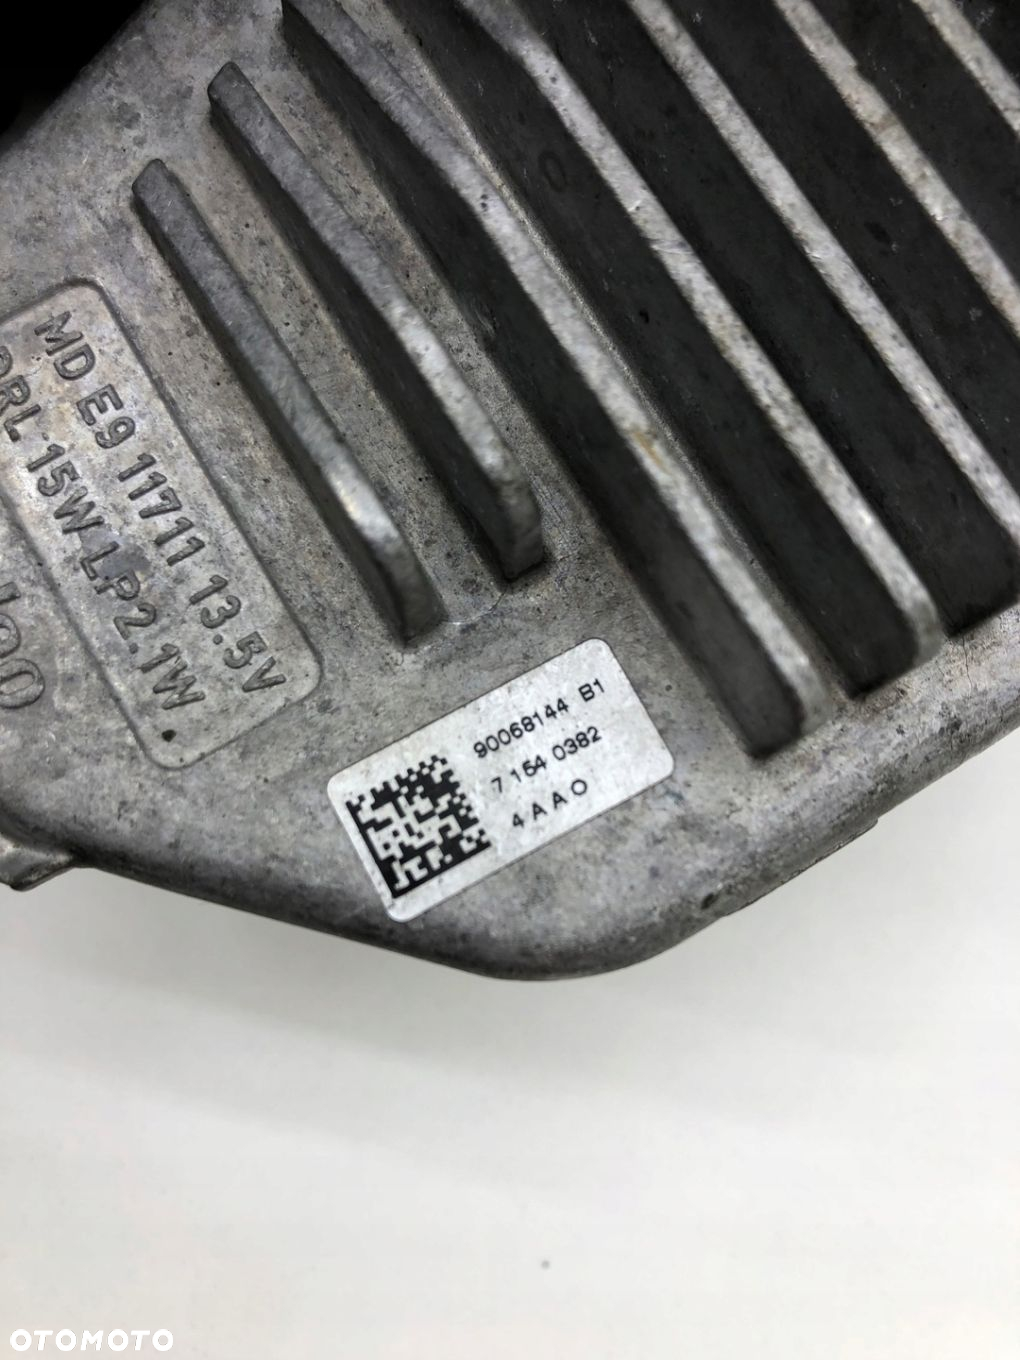 MD E9 11711 13.5V
DRL 15W LP2.1W
90068144 B1
7 154 0382
4 A A O
OTOMOTO